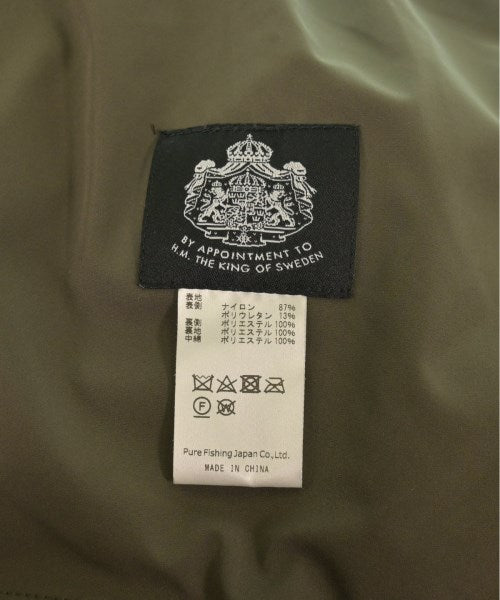 BY APPOINTMENT TO
H.M. THE KING OF SWEDEN
表地
表側 ナイロン 87%
ポリウレタン 13%
裏側 ポリエステル 100%
裏地 ポリエステル 100%
中綿 ポリエステル 100%
F W
Pure Fishing Japan Co.,Ltd.
MADE IN CHINA